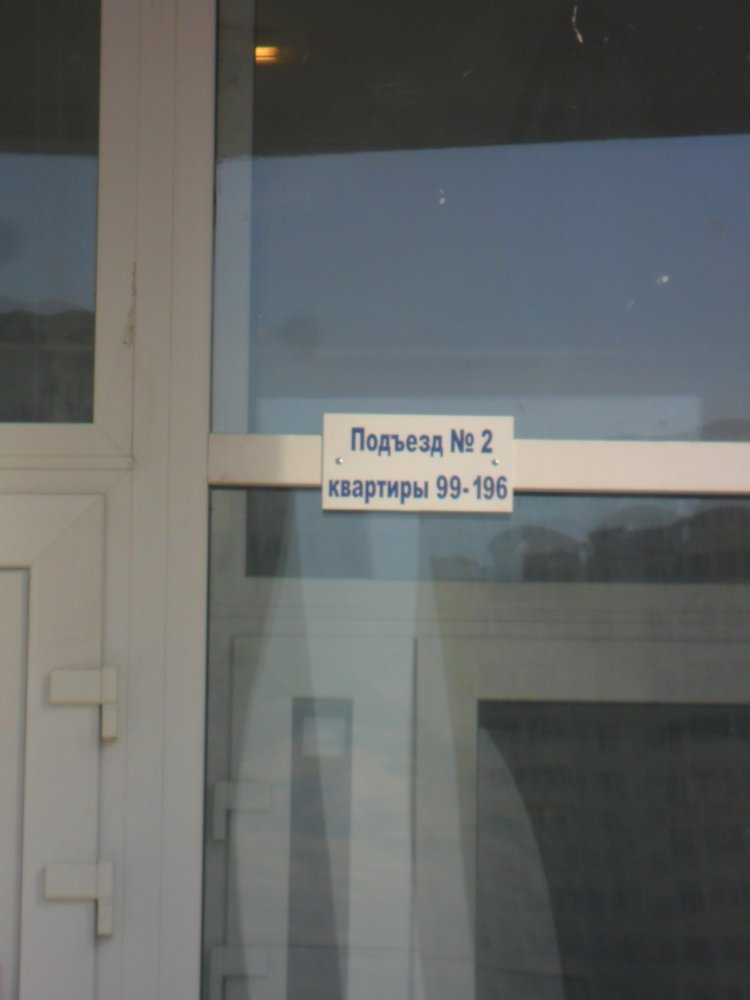 Подъезд № 2
квартиры 99-196